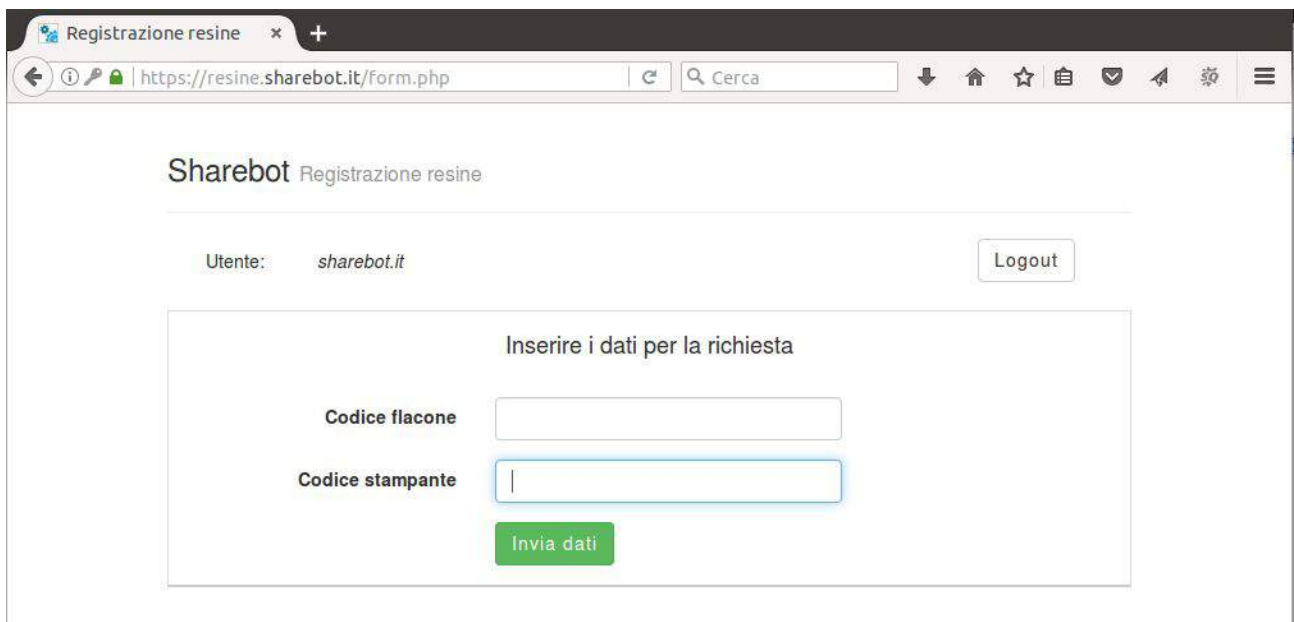 Registrazione resine
https://resine.sharebot.it/form.php
Cerca
Sharebot Registrazione resine
Utente: sharebot.it Logout
Inserire i dati per la richiesta
Codice flacone
Codice stampante
Invia dati